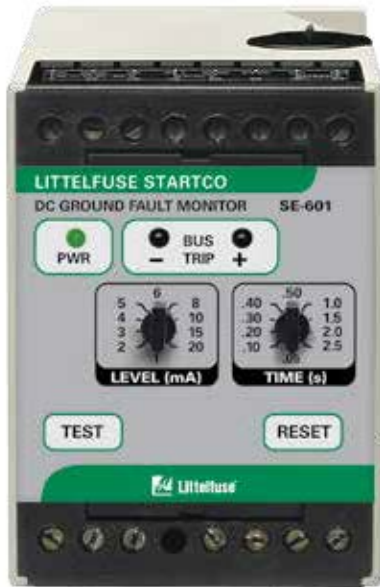 LITTELFUSE STARTCO
DC GROUND FAULT MONITOR SE-601
PWR
BUS
– TRIP +
6
5 8
4 10
3 15
2 20
1
LEVEL (mA)
.50
.40 1.0
.30 1.5
.20 2.0
.10 2.5
.05
TIME (s)
TEST
RESET
Littelfuse